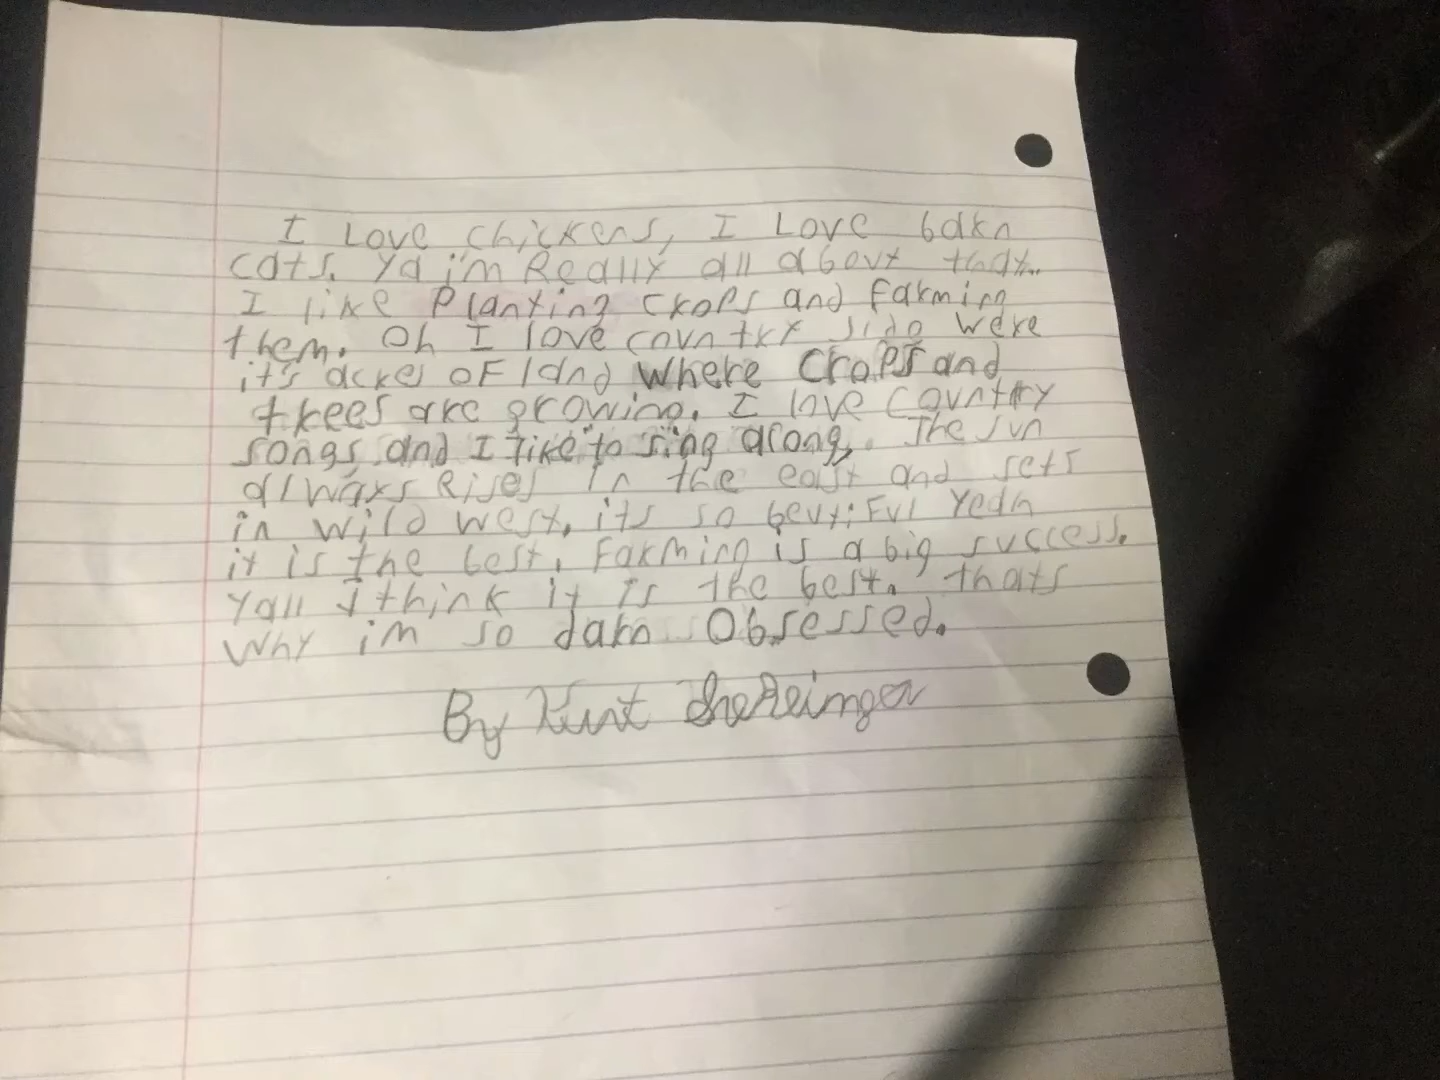 I Love chickens, I Love barn
cats. Ya i'm Really all about that.
I like Planting crops and farming
them. Oh I love country side were
it's acres of land where crops and
trees are growing. I love country
songs and I like to sing along. The sun
always Rises in the east and sets
in wild west. its so beutiful Yeah
it is the best. Farming is a big success.
Yall I think it is the best. thats
why im so darn Obsessed.
By Kurt